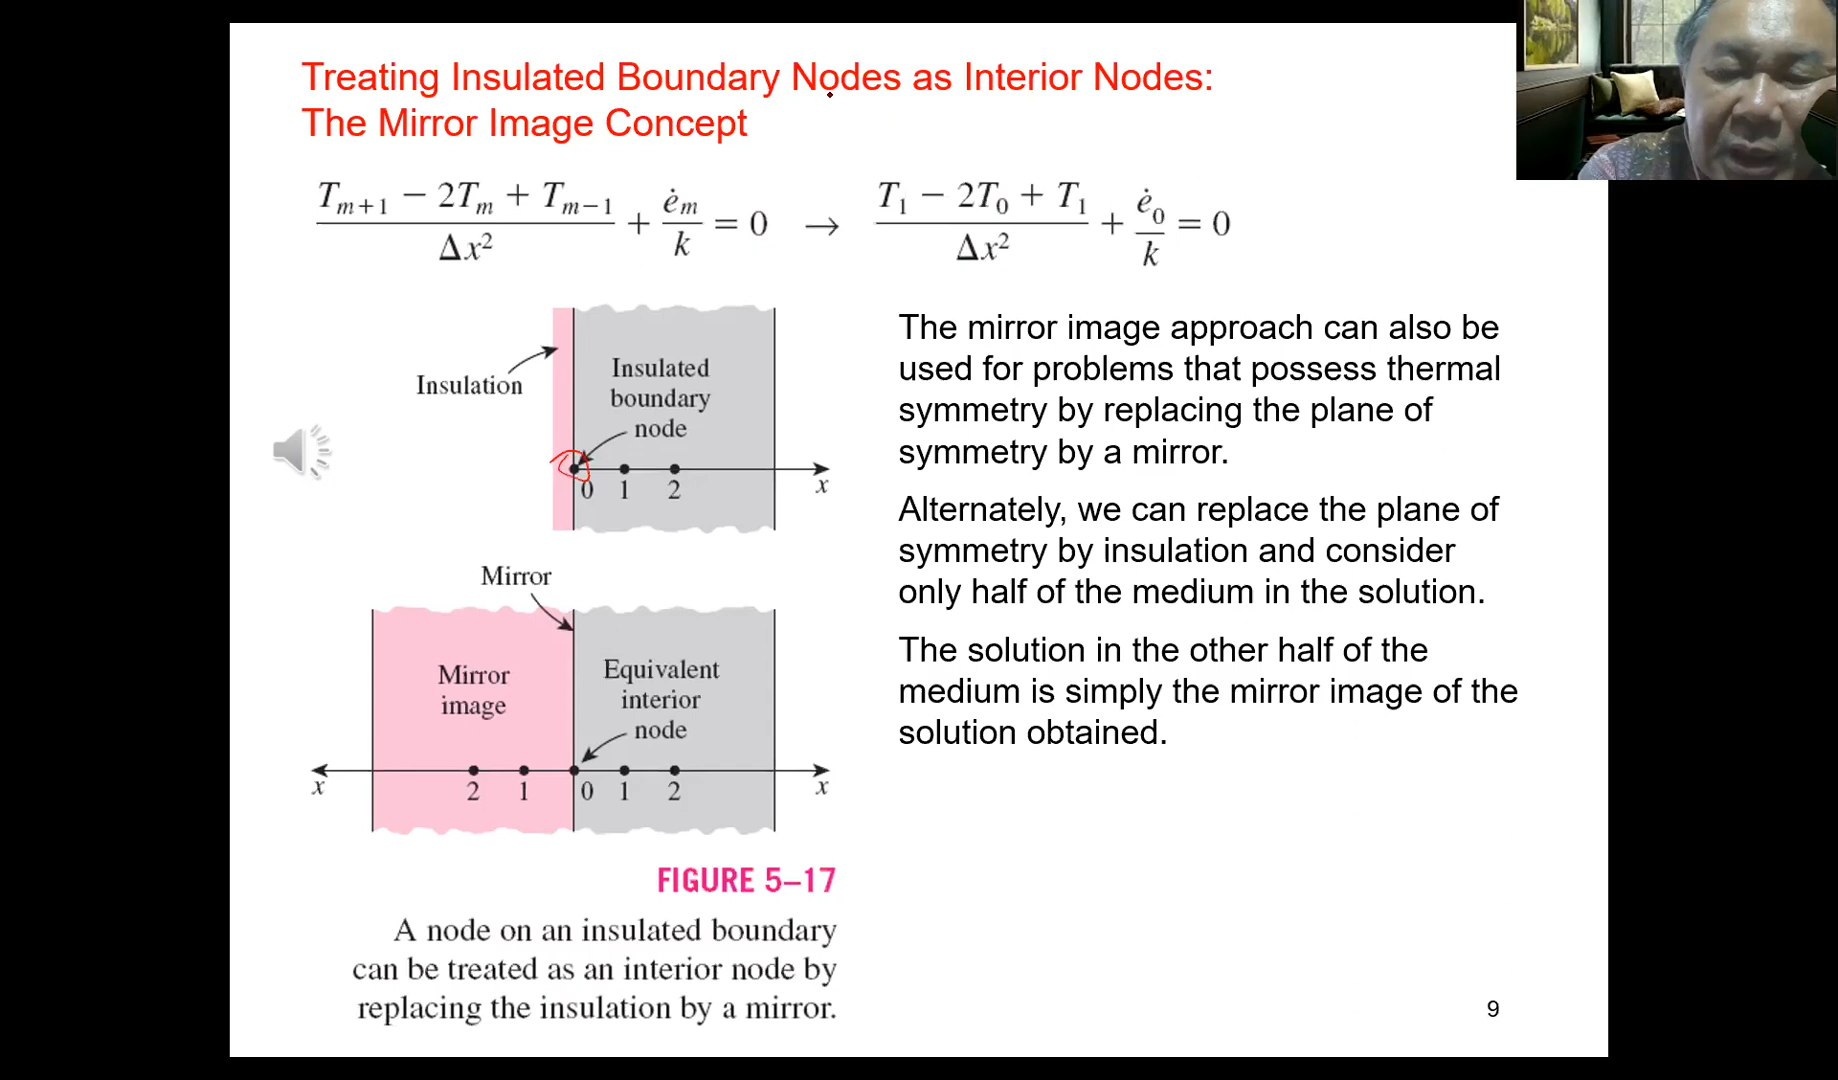 Treating Insulated Boundary Nodes as Interior Nodes:
The Mirror Image Concept
(T_{m+1} − 2T_m + T_{m−1})/Δx² + ė_m/k = 0 → (T_1 − 2T_0 + T_1)/Δx² + ė_0/k = 0
Insulation
Insulated
boundary
node
0 1 2 x
Mirror
Mirror
image
Equivalent
interior
node
x 2 1 0 1 2 x
FIGURE 5–17
A node on an insulated boundary
can be treated as an interior node by
replacing the insulation by a mirror.
The mirror image approach can also be
used for problems that possess thermal
symmetry by replacing the plane of
symmetry by a mirror.
Alternately, we can replace the plane of
symmetry by insulation and consider
only half of the medium in the solution.
The solution in the other half of the
medium is simply the mirror image of the
solution obtained.
9